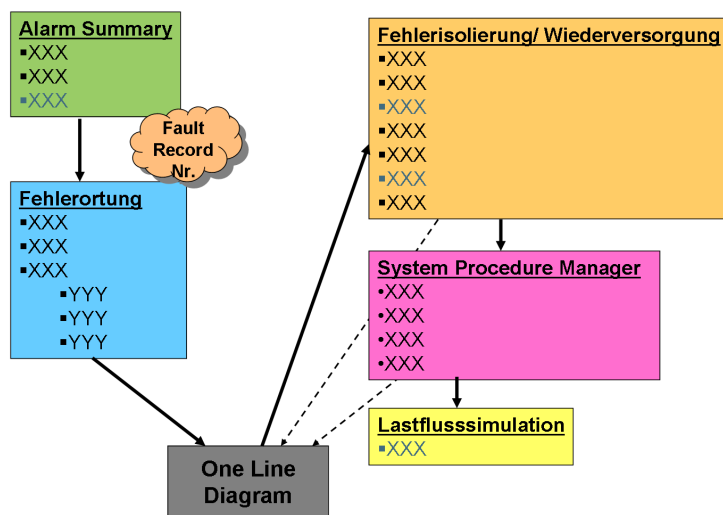 Alarm Summary
▪XXX
▪XXX
▪XXX
Fault
Record
Nr.
Fehlerortung
▪XXX
▪XXX
▪XXX
▪YYY
▪YYY
▪YYY
One Line
Diagram
Fehlerisolierung/ Wiederversorgung
▪XXX
▪XXX
▪XXX
▪XXX
▪XXX
▪XXX
▪XXX
System Procedure Manager
•XXX
•XXX
•XXX
•XXX
Lastflusssimulation
▪XXX